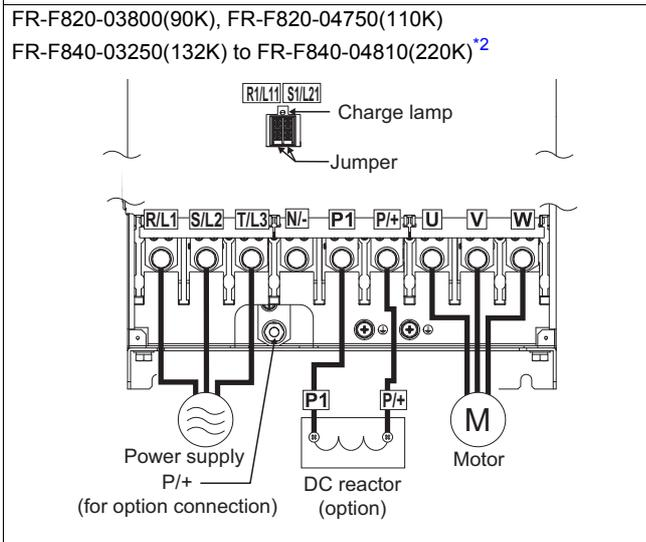 FR-F820-03800(90K), FR-F820-04750(110K)
FR-F840-03250(132K) to FR-F840-04810(220K)*2
R1/L11 S1/L21
Charge lamp
Jumper
R/L1 S/L2 T/L3 N/- P1 P/+ U V W
P1 P/+
M
Power supply
Motor
P/+
(for option connection)
DC reactor
(option)